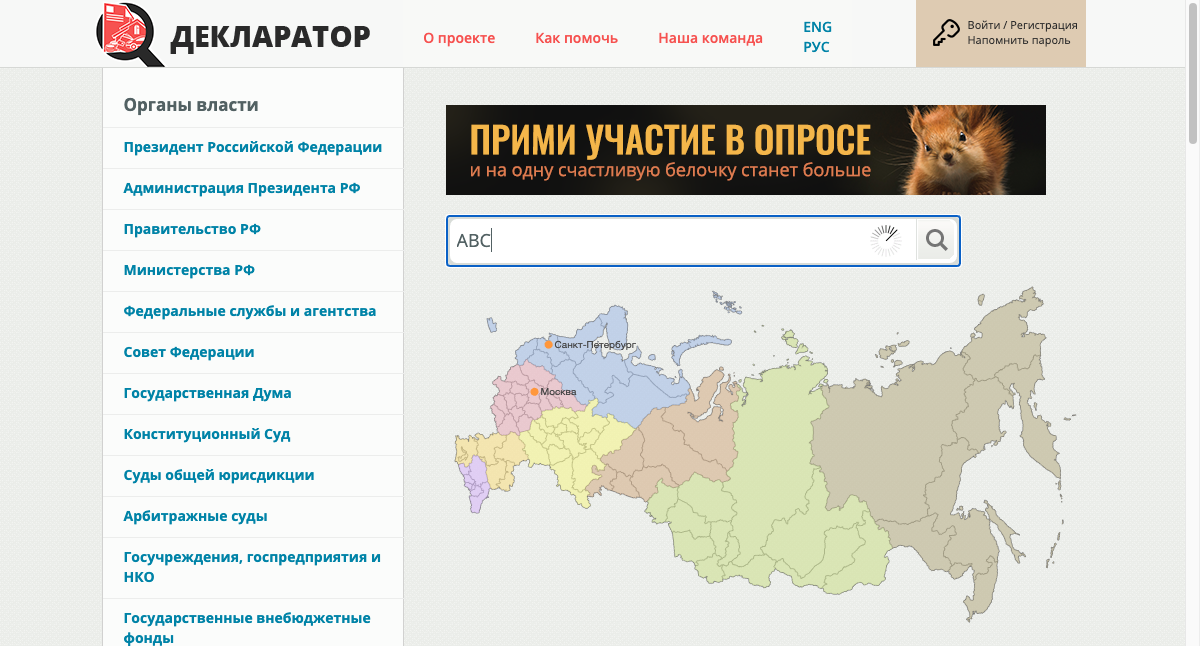 ДЕКЛАРАТОР
О проекте
Как помочь
Наша команда
ENG
РУС
Войти / Регистрация
Напомнить пароль
Органы власти
Президент Российской Федерации
Администрация Президента РФ
Правительство РФ
Министерства РФ
Федеральные службы и агентства
Совет Федерации
Государственная Дума
Конституционный Суд
Суды общей юрисдикции
Арбитражные суды
Госучреждения, госпредприятия и
НКО
Государственные внебюджетные
фонды
ПРИМИ УЧАСТИЕ В ОПРОСЕ
и на одну счастливую белочку станет больше
ABC
Санкт-Петербург
Москва